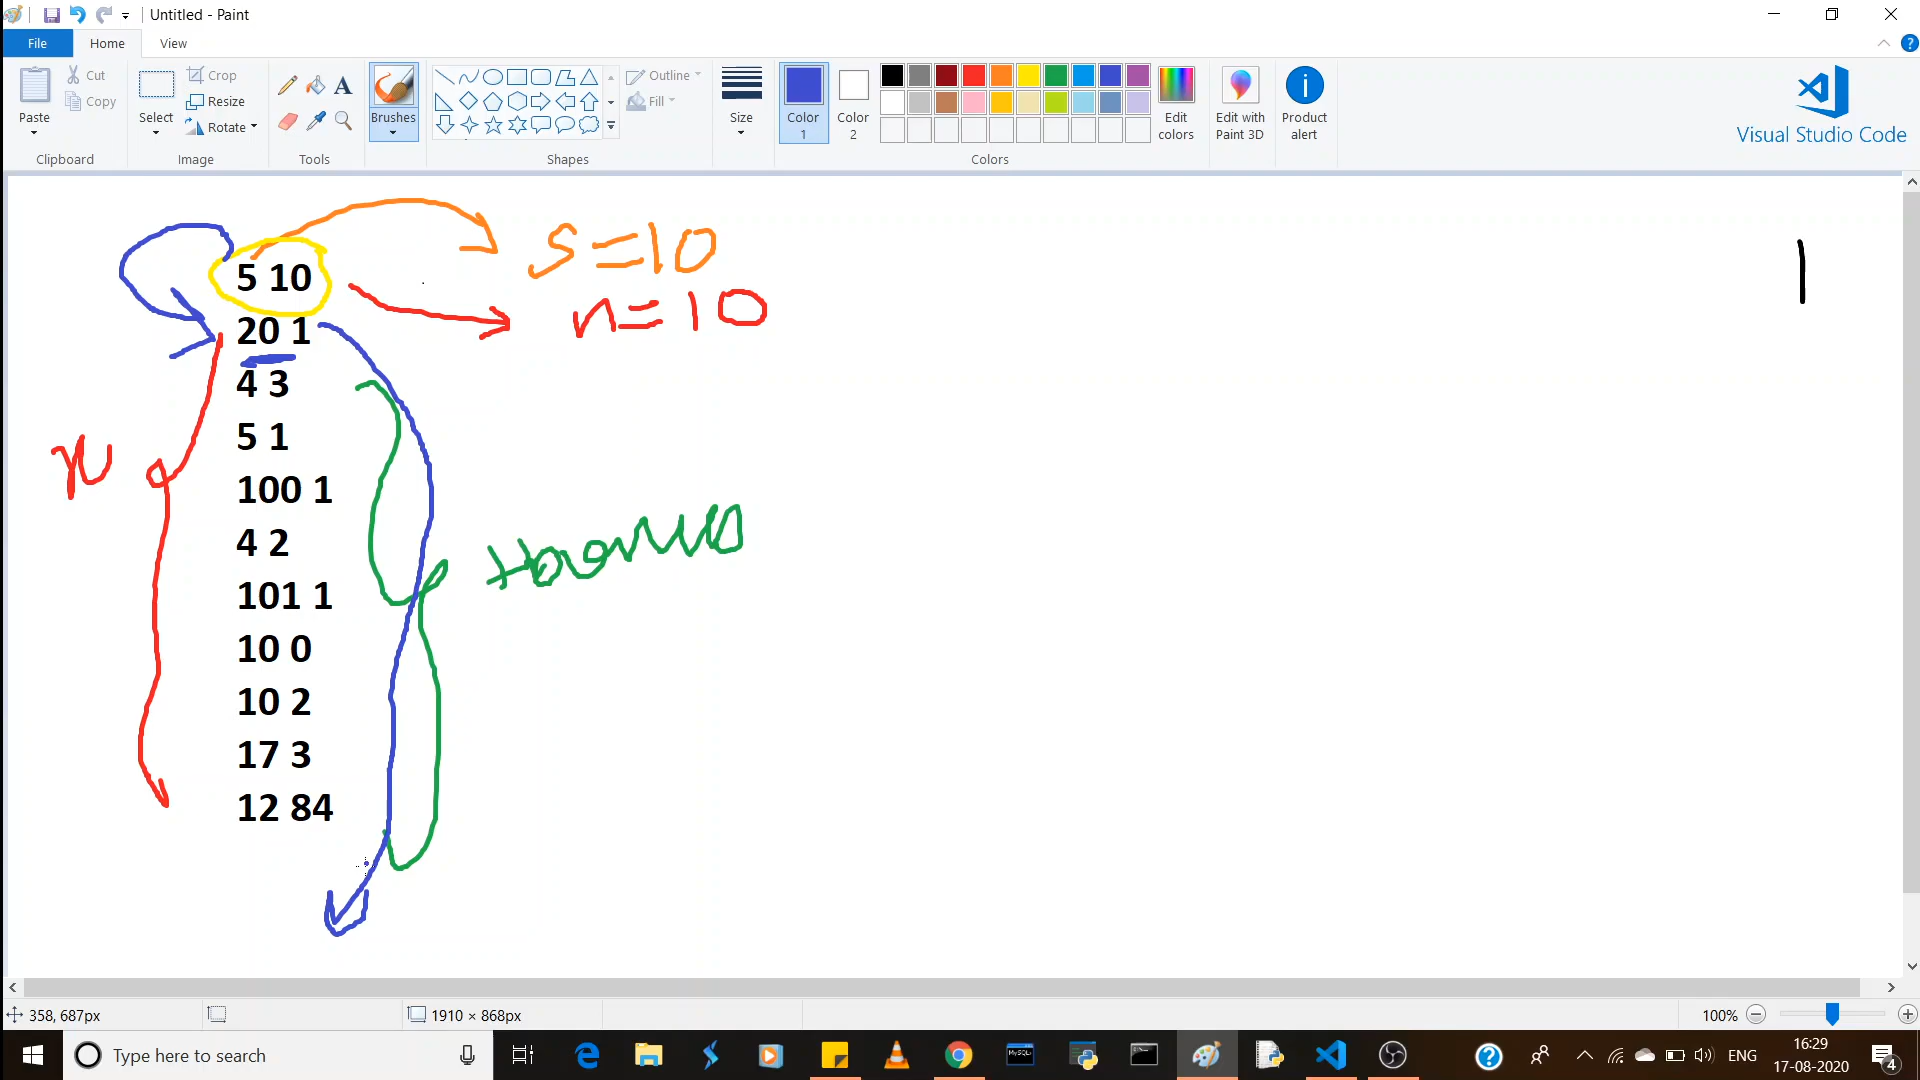 Untitled - Paint
File Home View
Paste Cut Copy Clipboard
Select Crop Resize Rotate Image
Tools
Brushes
Outline Fill Shapes
Size
Color 1 Color 2 Edit colors Colors
Edit with Paint 3D
Product alert
Visual Studio Code
5 10
20 1
4 3
5 1
100 1
4 2
101 1
10 0
10 2
17 3
12 84
s=10
n=10
x
358, 687px
1910 × 868px
100%
Type here to search
MySQL
ENG
16:29
17-08-2020
4